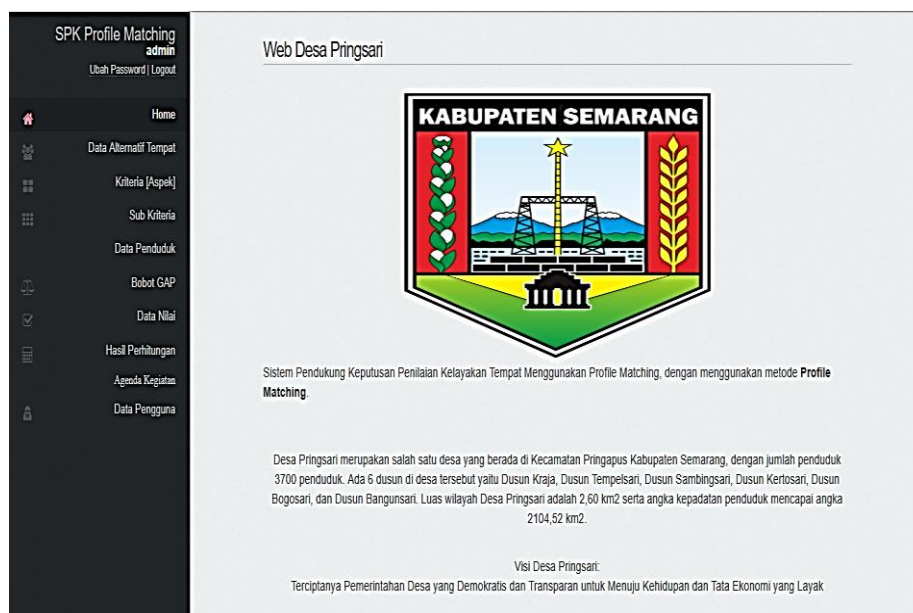 SPK Profile Matching
admin
Ubah Password | Logout
Home
Data Alternatif Tempat
Kriteria [Aspek]
Sub Kriteria
Data Penduduk
Bobot GAP
Data Nilai
Hasil Perhitungan
Agenda Kegiatan
Data Pengguna
Web Desa Pringsari
KABUPATEN SEMARANG
Sistem Pendukung Keputusan Penilaian Kelayakan Tempat Menggunakan Profile Matching, dengan menggunakan metode Profile
Matching.
Desa Pringsari merupakan salah satu desa yang berada di Kecamatan Pringapus Kabupaten Semarang, dengan jumlah penduduk
3700 penduduk. Ada 6 dusun di desa tersebut yaitu Dusun Kraja, Dusun Tempelsari, Dusun Sambingsari, Dusun Kertosari, Dusun
Bogosari, dan Dusun Bangunsari. Luas wilayah Desa Pringsari adalah 2,60 km2 serta angka kepadatan penduduk mencapai angka
2104,52 km2.
Visi Desa Pringsari:
Terciptanya Pemerintahan Desa yang Demokratis dan Transparan untuk Menuju Kehidupan dan Tata Ekonomi yang Layak